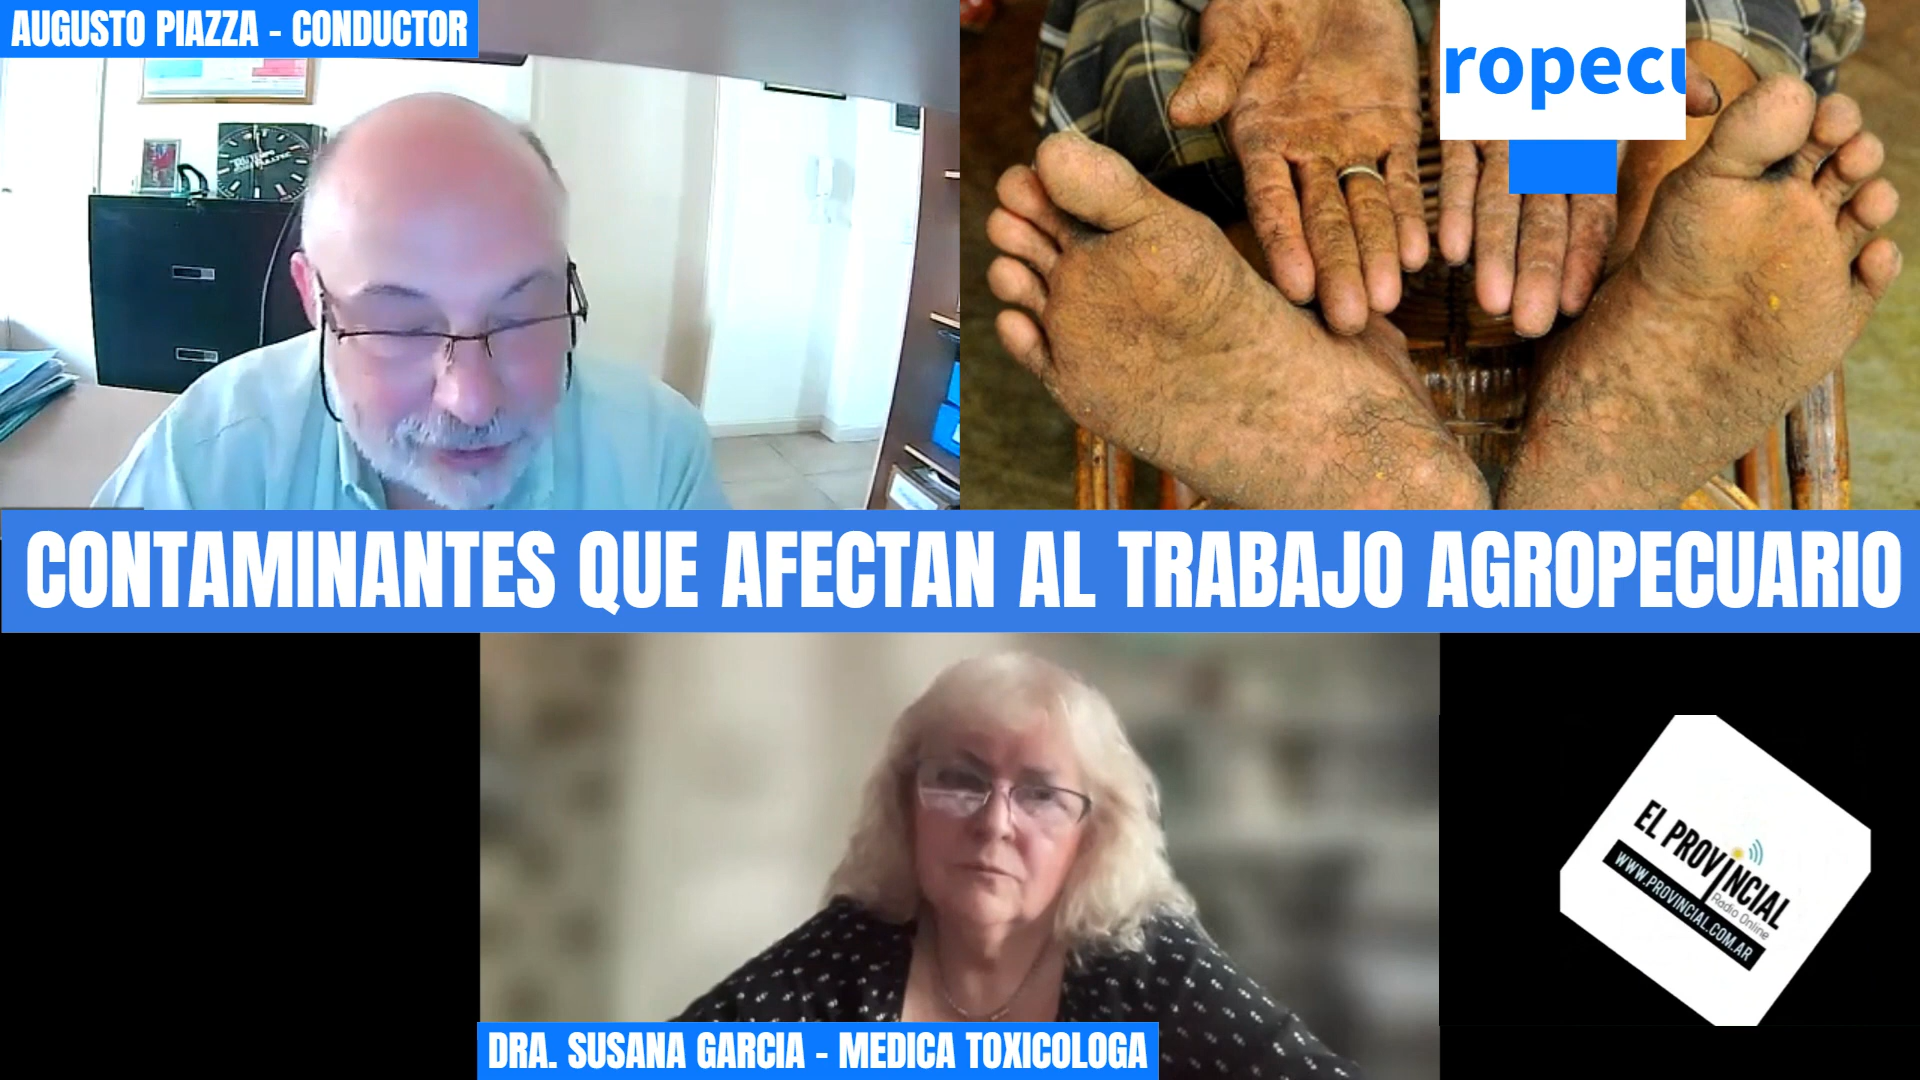 AUGUSTO PIAZZA - CONDUCTOR
ropecu
CONTAMINANTES QUE AFECTAN AL TRABAJO AGROPECUARIO
EL PROVINCIAL
Radio Online
WWW.PROVINCIAL.COM.AR
DRA. SUSANA GARCIA - MEDICA TOXICOLOGA